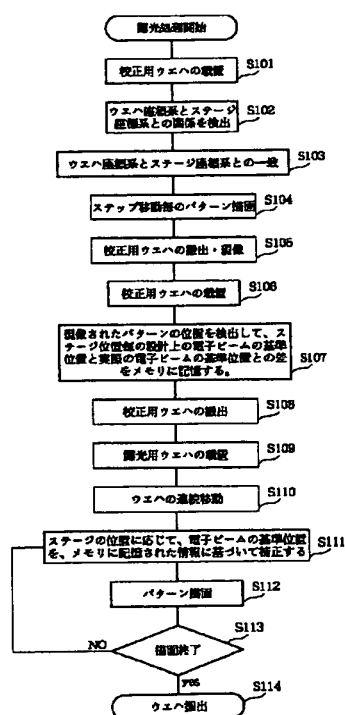 露光処理開始
S101
校正用ウエハの載置
S102
ウエハ座標系とステージ
座標系との関係を検出
S103
ウエハ座標系とステージ座標系との一致
S104
ステップ移動毎のパターン描画
S105
校正用ウエハの搬出・現像
S106
校正用ウエハの載置
現像されたパターンの位置を検出して、ス
テージ位置毎の設計上の電子ビームの基準
位置と実際の電子ビームの基準位置との差
をメモリに記憶する。
S107
S108
校正用ウエハの搬出
S109
露光用ウエハの載置
S110
ウエハの連続移動
ステージの位置に応じて、電子ビームの基準位置
を、メモリに記憶された情報に基づいて補正する
S111
S112
パターン描画
S113
NO
描画終了
yes
S114
ウエハ搬出